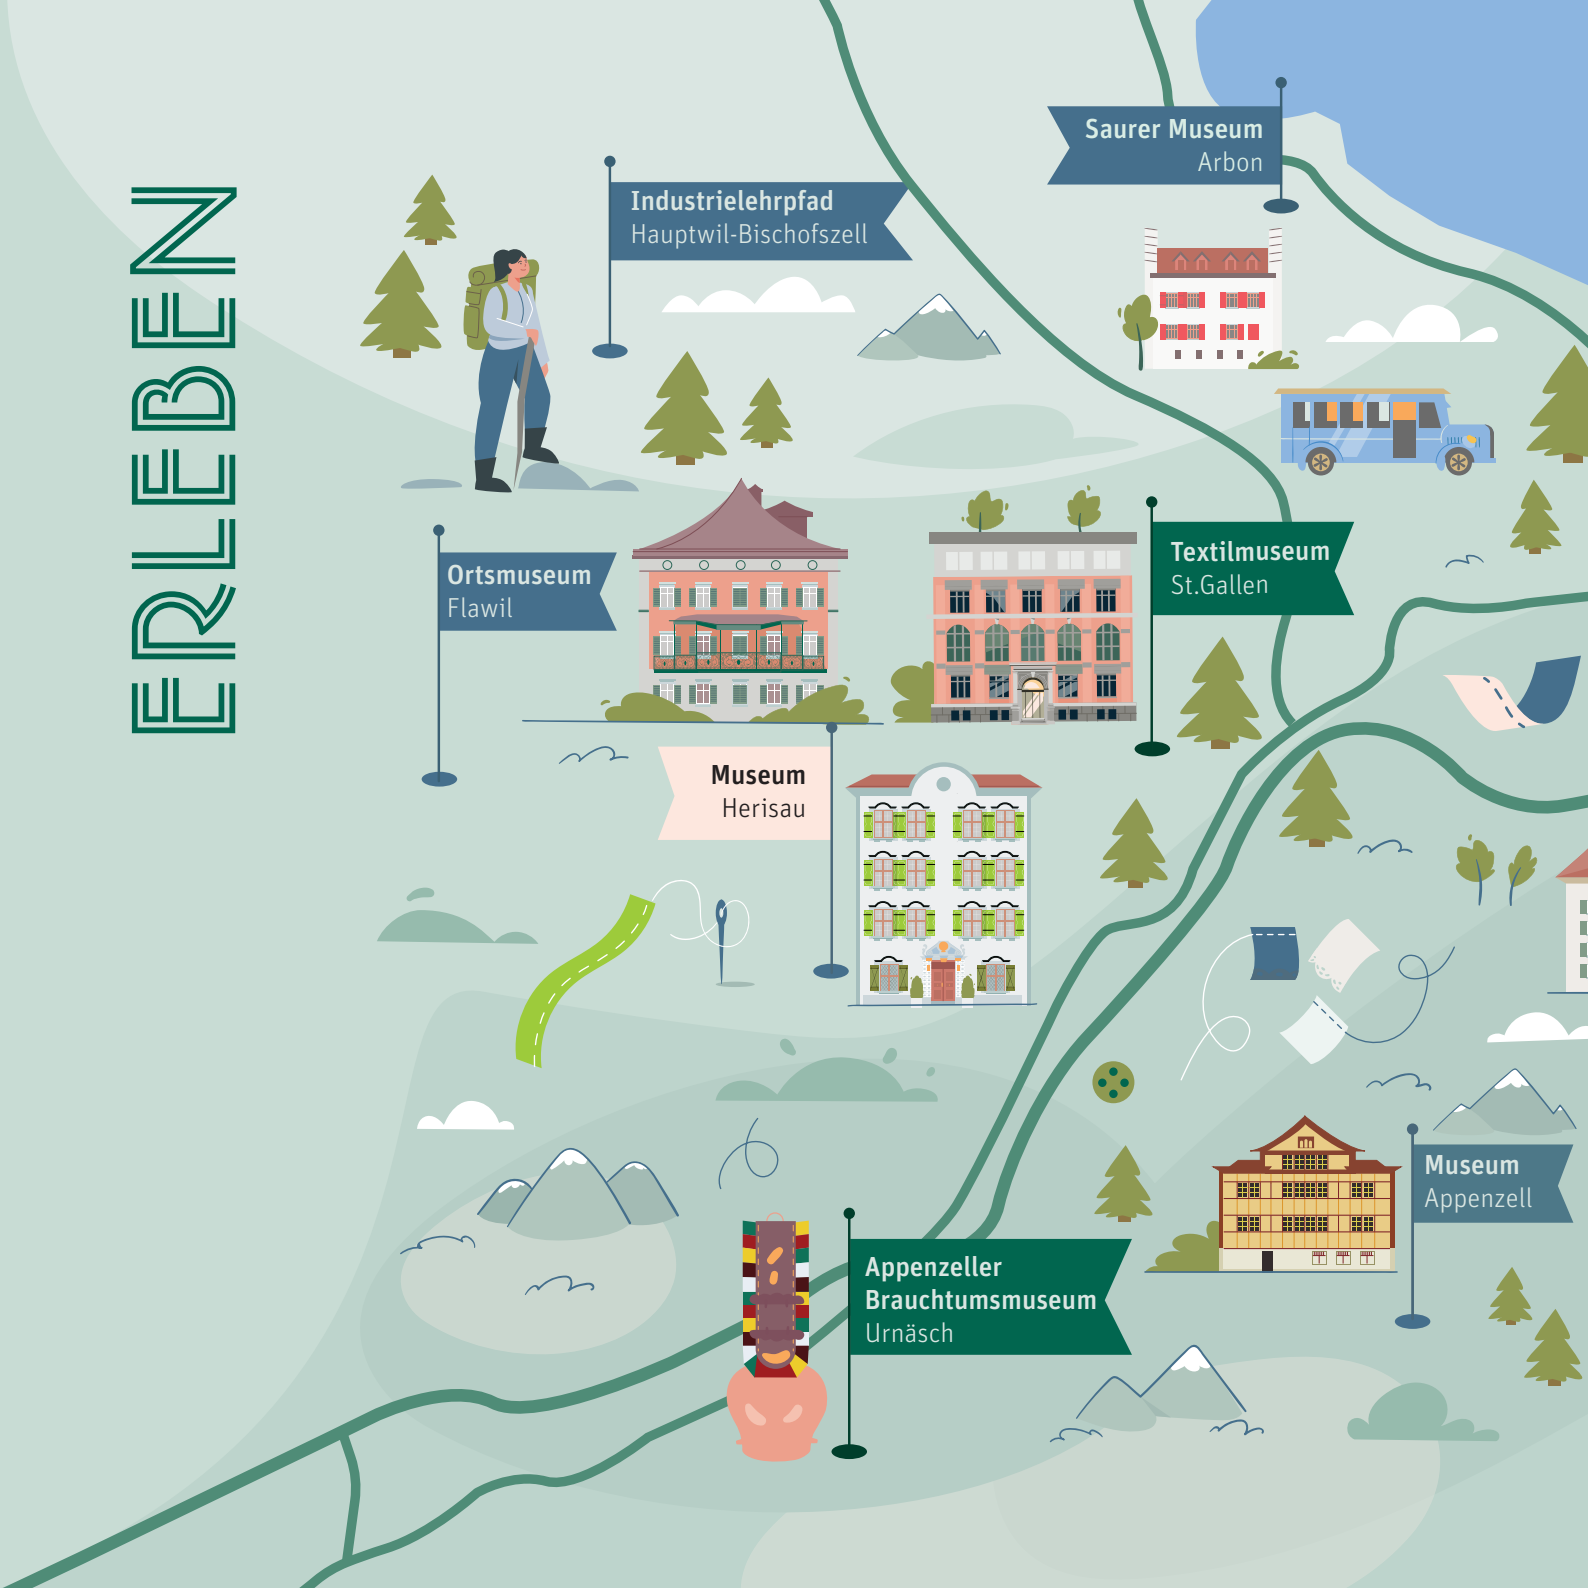 ERLEBEN
Saurer Museum
Arbon
Industrielehrpfad
Hauptwil-Bischofszell
Ortsmuseum
Flawil
Textilmuseum
St.Gallen
Museum
Herisau
Museum
Appenzell
Appenzeller
Brauchtumsmuseum
Urnäsch